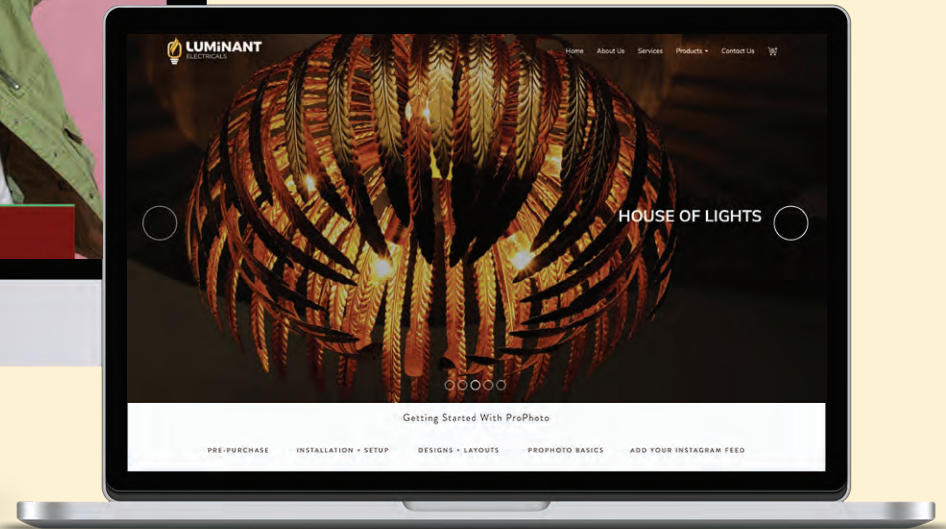 LUMiNANT
ELECTRICALS
Home About Us Services Products Contact Us
HOUSE OF LIGHTS
Getting Started With ProPhoto
PRE-PURCHASE INSTALLATION + SETUP DESIGNS + LAYOUTS PROPHOTO BASICS ADD YOUR INSTAGRAM FEED